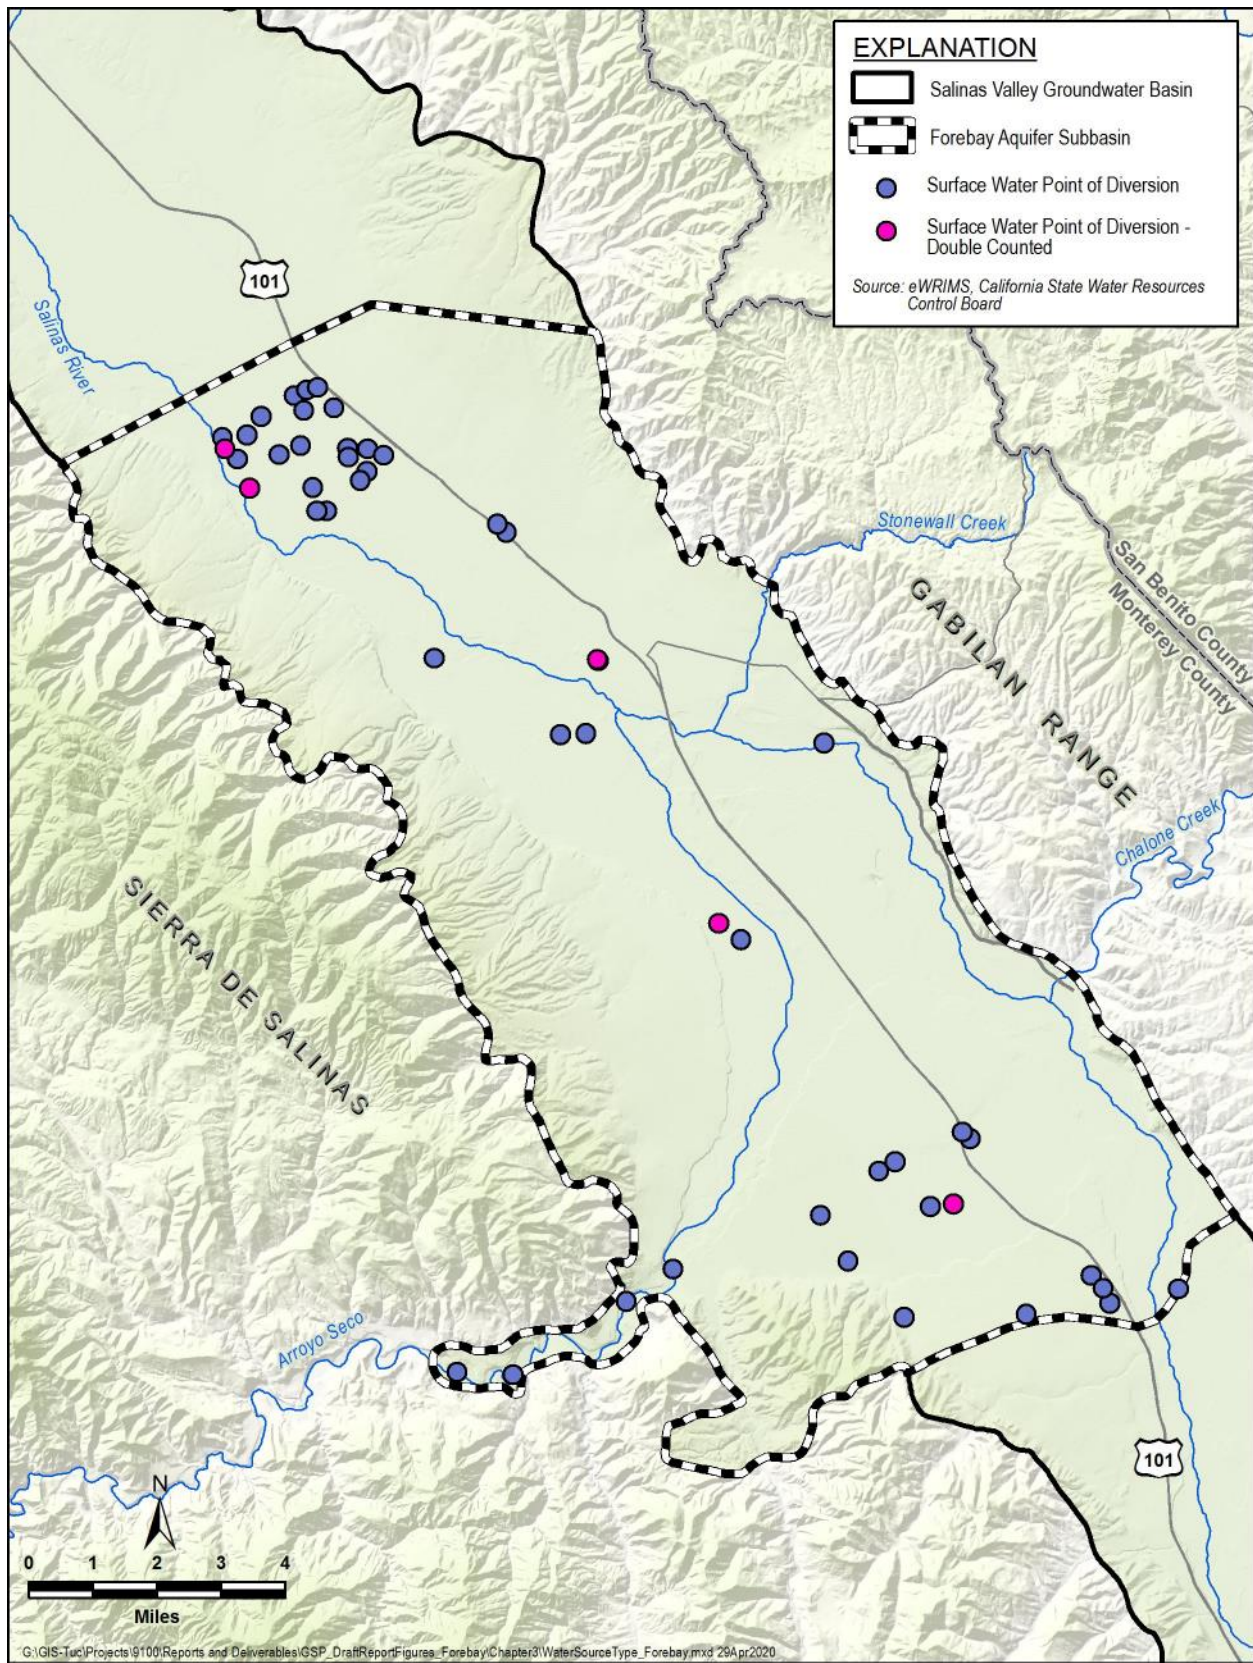 EXPLANATION
Salinas Valley Groundwater Basin
Forebay Aquifer Subbasin
Surface Water Point of Diversion
Surface Water Point of Diversion -
Double Counted
Source: eWRIMS, California State Water Resources
Control Board
101
Salinas River
Stonewall Creek
San Benito County
Monterey County
GABILAN RANGE
Chalone Creek
SIERRA DE SALINAS
Arroyo Seco
101
N
0 1 2 3 4
Miles
G:\GIS-Tuc\Projects\9100\Reports and Deliverables\GSP_DraftReportFigures_Forebay\Chapter3\WaterSourceType_Forebay.mxd 29Apr2020